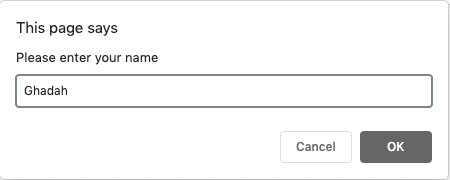 This page says
Please enter your name
Ghadah
Cancel OK